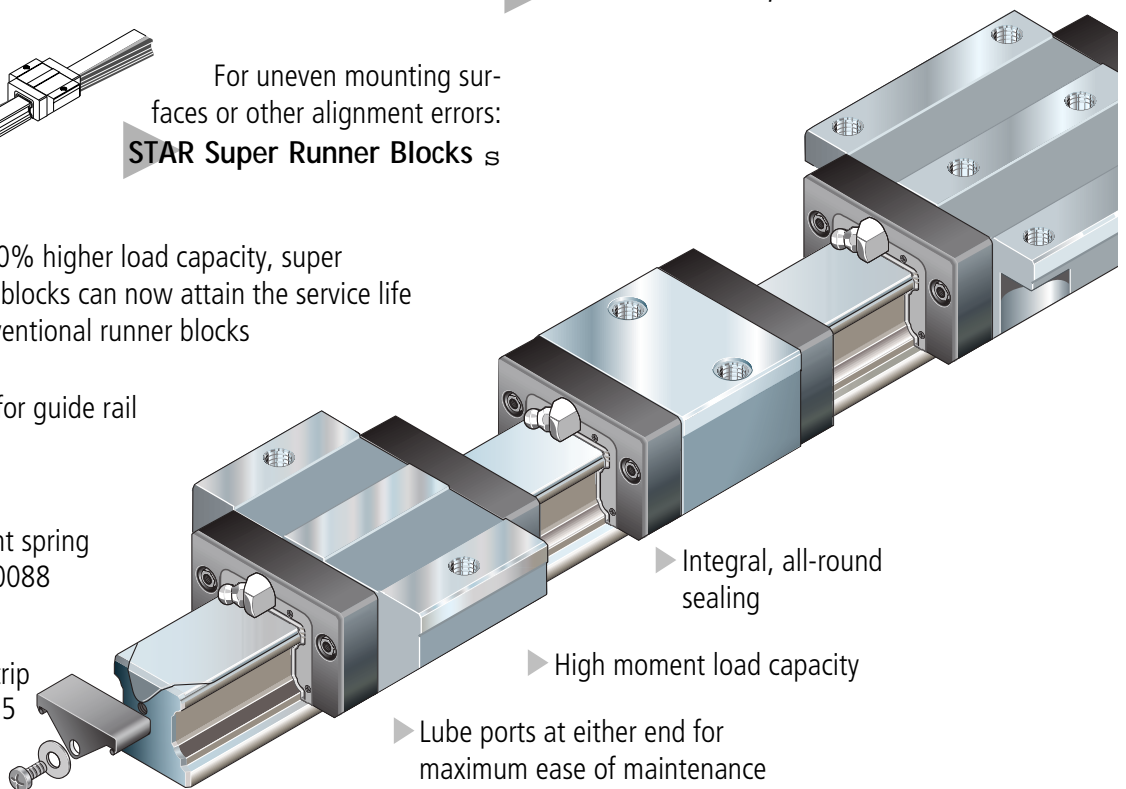 For uneven mounting sur-
faces or other alignment errors:
STAR Super Runner Blocks s
0% higher load capacity, super
blocks can now attain the service life
ventional runner blocks
for guide rail
nt spring
0088
trip
5
Integral, all-round
sealing
High moment load capacity
Lube ports at either end for
maximum ease of maintenance